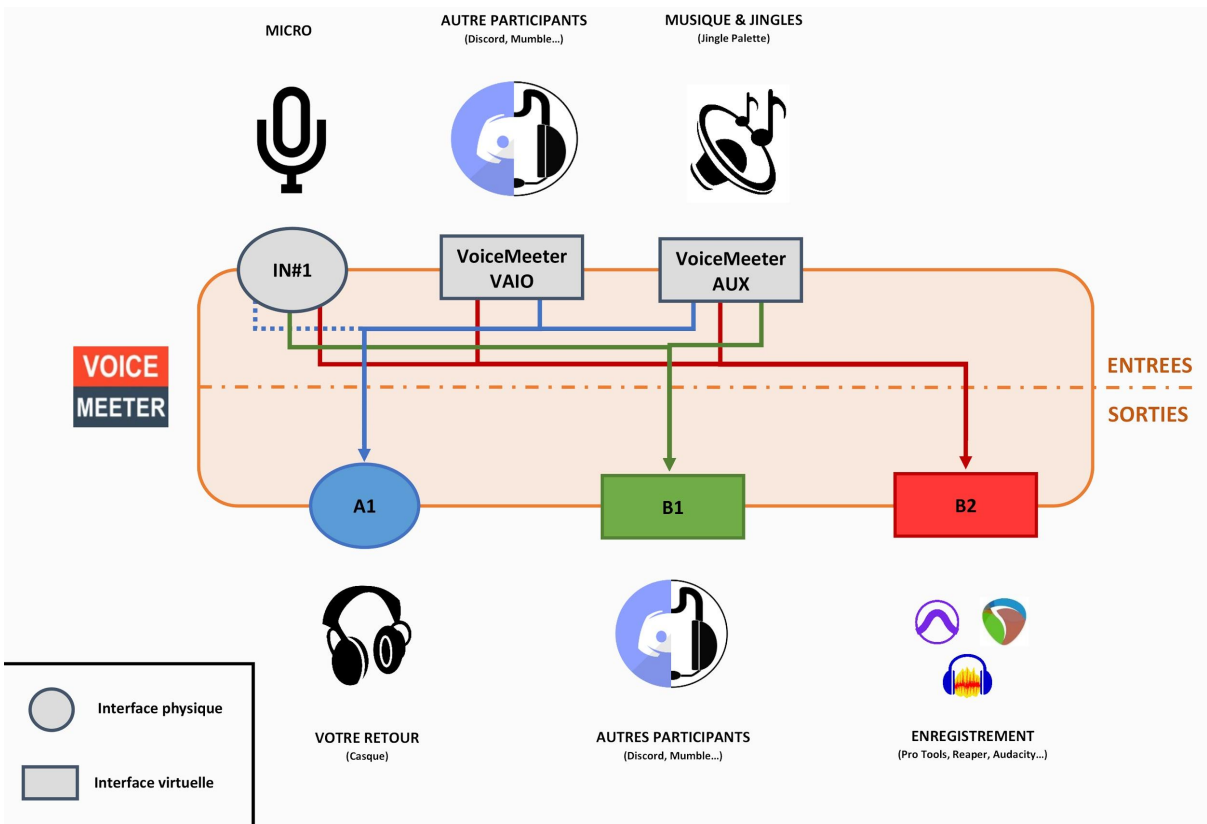 MICRO
AUTRE PARTICIPANTS
(Discord, Mumble...)
MUSIQUE & JINGLES
(Jingle Palette)
IN#1
VoiceMeeter
VAIO
VoiceMeeter
AUX
VOICE
MEETER
ENTREES
SORTIES
A1
B1
B2
VOTRE RETOUR
(Casque)
AUTRES PARTICIPANTS
(Discord, Mumble...)
ENREGISTREMENT
(Pro Tools, Reaper, Audacity...)
Interface physique
Interface virtuelle